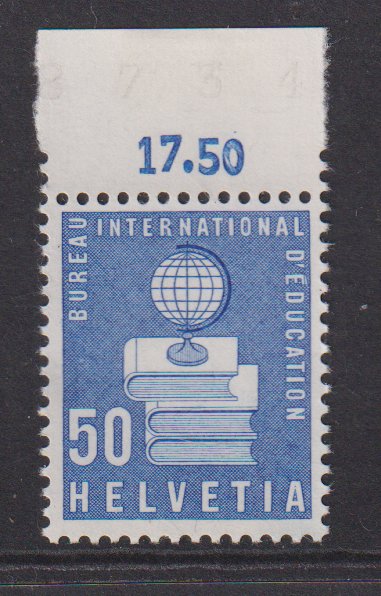 17.50
BUREAU INTERNATIONAL D'EDUCATION
50
HELVETIA